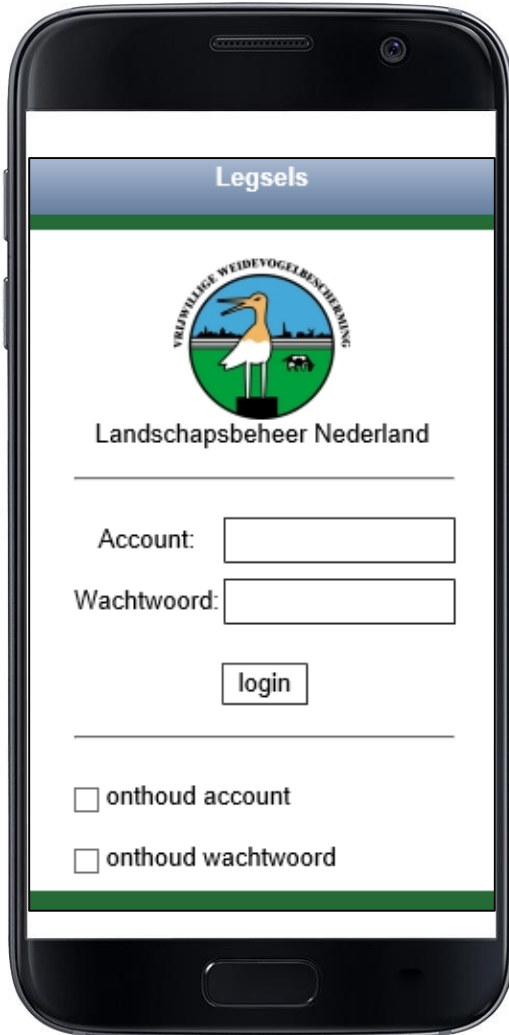 Legsels
VRIJWILLIGE WEIDEVOGELBESCHERMING
Landschapsbeheer Nederland
Account:
Wachtwoord:
login
onthoud account
onthoud wachtwoord